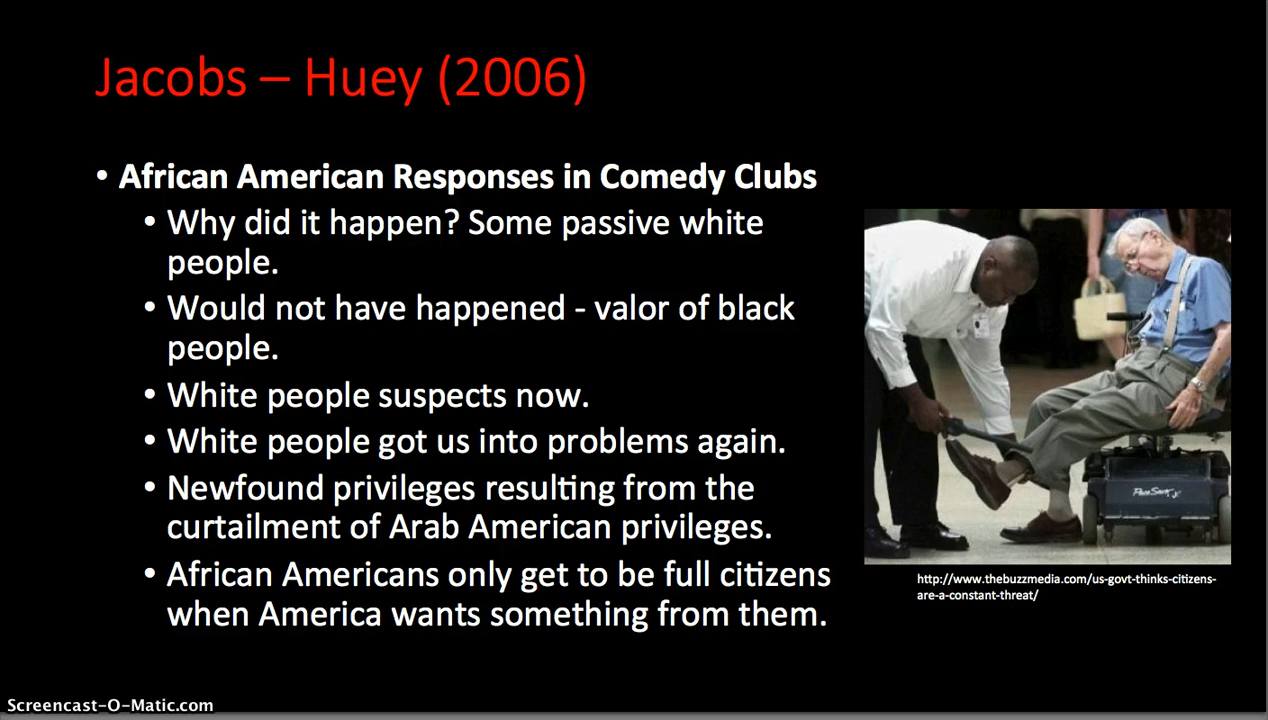 Jacobs – Huey (2006)
• African American Responses in Comedy Clubs
• Why did it happen? Some passive white
people.
• Would not have happened - valor of black
people.
• White people suspects now.
• White people got us into problems again.
• Newfound privileges resulting from the
curtailment of Arab American privileges.
• African Americans only get to be full citizens
when America wants something from them.
http://www.thebuzzmedia.com/us-govt-thinks-citizens-
are-a-constant-threat/
Screencast-O-Matic.com